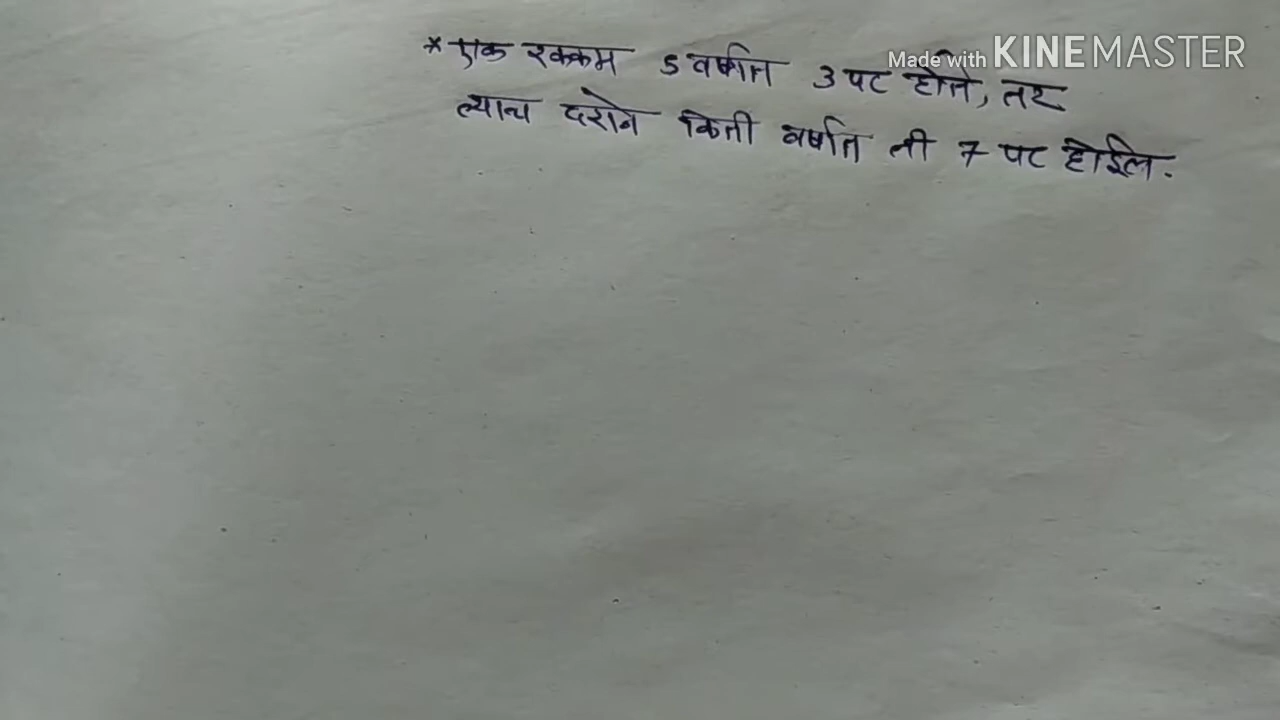 Made with KINEMASTER
* एक रक्कम 5 वर्षात 3 पट होते, तर
त्याच दराने किती वर्षात ती 7 पट होईल.